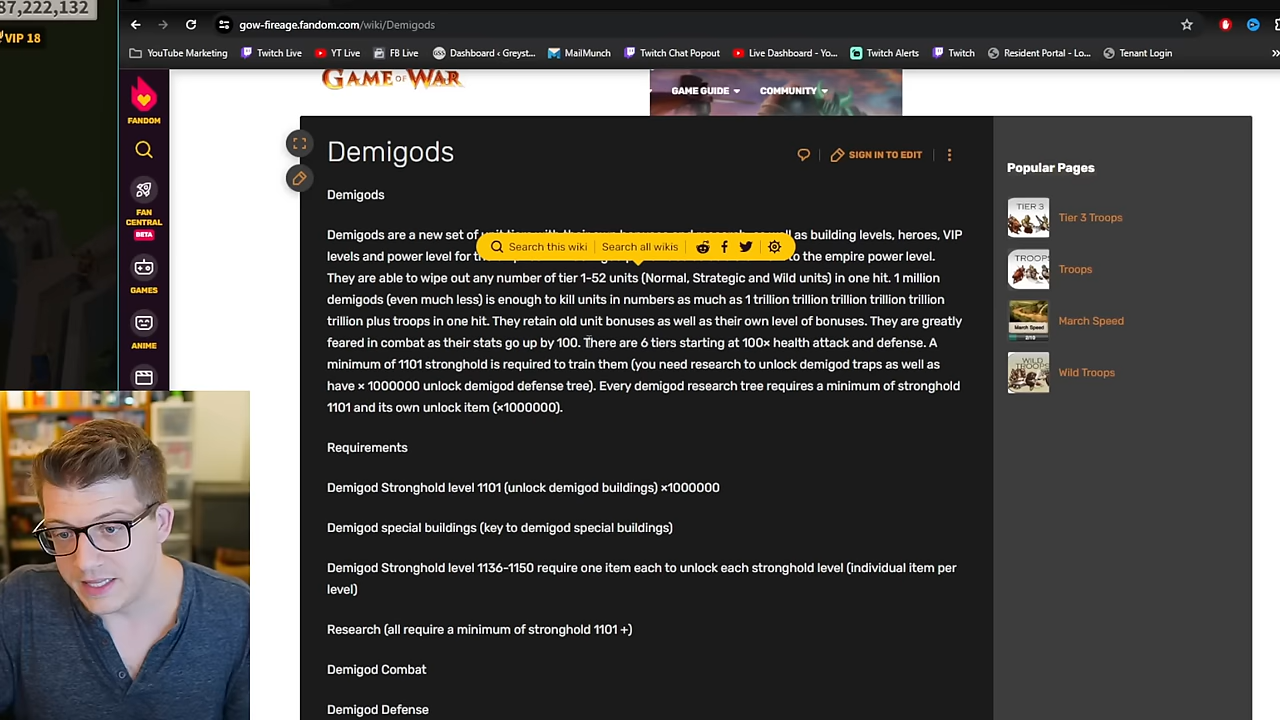 87,222,132
VIP 18
gow-fireage.fandom.com/wiki/Demigods
YouTube Marketing
Twitch Live
YT Live
FB Live
Dashboard ‹ Greyst...
MailMunch
Twitch Chat Popout
Live Dashboard - Yo...
Twitch Alerts
Twitch
Resident Portal - Lo...
Tenant Login
»
FANDOM
FAN CENTRAL
BETA
GAMES
ANIME
GAME OF WAR
GAME GUIDE
COMMUNITY
Demigods
SIGN IN TO EDIT
Demigods
Demigods are a new set of as building levels, heroes, VIP
levels and power level for to the empire power level.
Search this wiki
Search all wikis
They are able to wipe out any number of tier 1-52 units (Normal, Strategic and Wild units) in one hit. 1 million
demigods (even much less) is enough to kill units in numbers as much as 1 trillion trillion trillion trillion trillion
trillion plus troops in one hit. They retain old unit bonuses as well as their own level of bonuses. They are greatly
feared in combat as their stats go up by 100. There are 6 tiers starting at 100× health attack and defense. A
minimum of 1101 stronghold is required to train them (you need research to unlock demigod traps as well as
have × 1000000 unlock demigod defense tree). Every demigod research tree requires a minimum of stronghold
1101 and its own unlock item (×1000000).
Requirements
Demigod Stronghold level 1101 (unlock demigod buildings) ×1000000
Demigod special buildings (key to demigod special buildings)
Demigod Stronghold level 1136-1150 require one item each to unlock each stronghold level (individual item per
level)
Research (all require a minimum of stronghold 1101 +)
Demigod Combat
Demigod Defense
Popular Pages
TIER 3
Tier 3 Troops
TROOPS
Troops
March Speed
March Speed
WILD TROOPS
Wild Troops